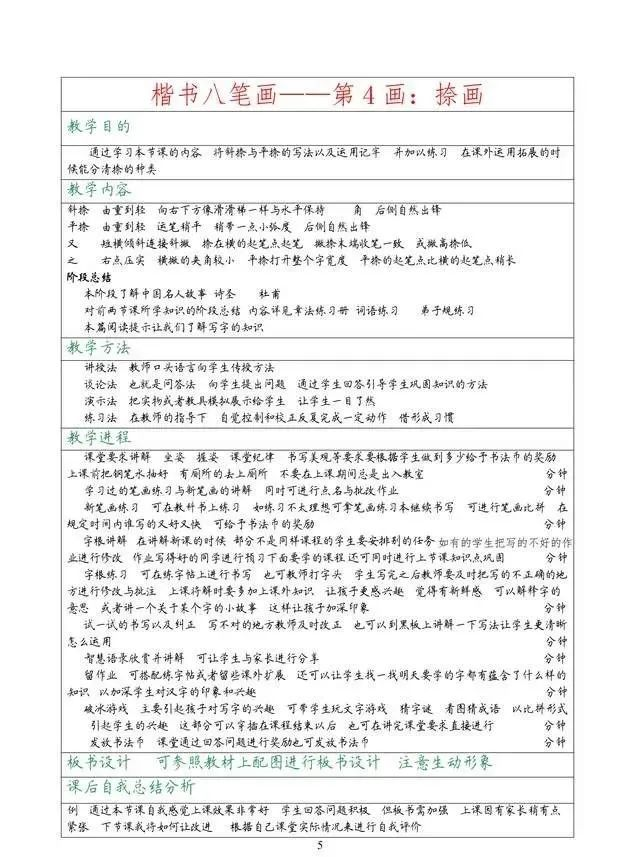 楷书八笔画——第4画：捺画
教学目的
通过学习本节课的内容 将斜捺与平捺的写法以及运用记牢 并加以练习 在课外运用拓展的时
候能分清捺的种类
教学内容
斜捺 由重到轻 向右下方像滑滑梯一样与水平保持 角 后侧自然出锋
平捺 由重到轻 运笔稍平 稍带一点小弧度 后侧自然出锋
又 短横倾斜连接斜撇 捺在横的起笔点起笔 撇捺末端收笔一致 或撇高捺低
之 右点压实 横撇的夹角较小 平捺打开整个字宽度 平捺的起笔点比横的起笔点稍长
阶段总结
本阶段了解中国名人故事 诗圣 杜甫
对前两节课所学知识的阶段总结 内容详见章法练习册 词语练习 弟子规练习
本篇阅读提示让我们了解写字的知识
教学方法
讲授法 教师口头语言向学生传授方法
谈论法 也就是问答法 向学生提出问题 通过学生回答引导学生巩固知识的方法
演示法 把实物或者教具模拟展示给学生 让学生一目了然
练习法 在教师的指导下 自觉控制和校正反复完成一定动作 借形成习惯
教学进程
课堂要求讲解 坐姿 握姿 课堂纪律 书写美观等要求要根据学生做到多少给予书法币的奖励
上课前把钢笔水抽好 有厕所的去上厕所 不要在上课期间总是出入教室 分钟
学习过的笔画练习与新笔画的讲解 同时可进行点名与批改作业 分钟
新笔画练习 可在教科书上练习 如练习不太理想可拿笔画练习本继续书写 可进行笔画比拼 在
规定时间内谁写的又好又快 可给予书法币的奖励 分钟
字根讲解 在讲解新课的时候 部分不是同样课程的学生要安排别的任务 如有的学生把写的不好的作
业进行修改 作业写得好的同学进行预习下面要学的课程还可同时进行上节课知识点巩固 分钟
字根练习 可在练字帖上进行书写 也可教师打字头 学生写完之后教师要及时把写的不正确的地
方进行修改与批注 上课将解时要多加上课外知识 让孩子更感兴趣 觉得有新鲜感 可以解释字的
意思 或者讲一个关于某个字的小故事 这样让孩子加深印象 分钟
试一试的书写以及纠正 写不对的地方教师及时改正 也可以到黑板上讲解一下写法让学生更清晰
怎么运用 分钟
智慧语录欣赏并讲解 可让学生与家长进行分享 分钟
留作业 可搭配练字帖或者留些课外扩展 还可以让学生找一找明天要学的字都有蕴含了什么样的
知识 以加深学生对汉字的印象和兴趣 分钟
破冰游戏 主要引起孩子对写字的兴趣 可带学生玩文字游戏 猜字谜 看图猜成语 以比拼形式
引起学生的兴趣 这部分可以穿插在课程结束以后 也可在讲完课堂要求直接进行 分钟
发放书法币 课堂通过回答问题进行奖励也可发放书法币 分钟
板书设计 可参照教材上配图进行板书设计 注意生动形象
课后自我总结分析
例 通过本节课自我感觉上课效果非常好 学生回答问题积极 但板书需加强 上课因有家长稍有点
紧张 下节课我将如何让改进 根据自己课堂实际情况来进行自我评价
5